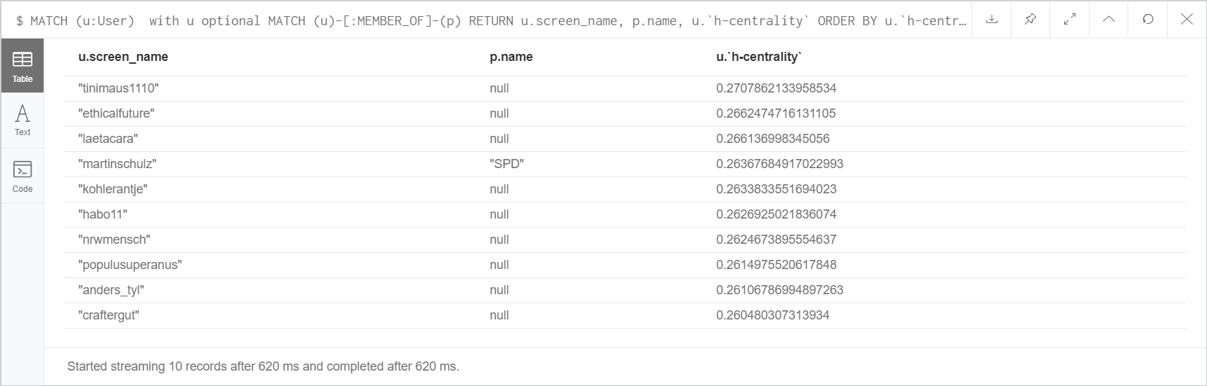 $ MATCH (u:User)  with u optional MATCH (u)-[:MEMBER_OF]-(p) RETURN u.screen_name, p.name, u.`h-centrality` ORDER BY u.`h-centr…
Table
Text
Code
u.screen_name p.name u.`h-centrality`
"tinimaus1110" null 0.2707862133958534
"ethicalfuture" null 0.2662474716131105
"laetacara" null 0.266136998345056
"martinschulz" "SPD" 0.26367684917022993
"kohlerantje" null 0.2633833551694023
"habo11" null 0.2626925021836074
"nrwmensch" null 0.2624673895554637
"populusuperanus" null 0.2614975520617848
"anders_tyl" null 0.26106786994897263
"craftergut" null 0.260480307313934
Started streaming 10 records after 620 ms and completed after 620 ms.